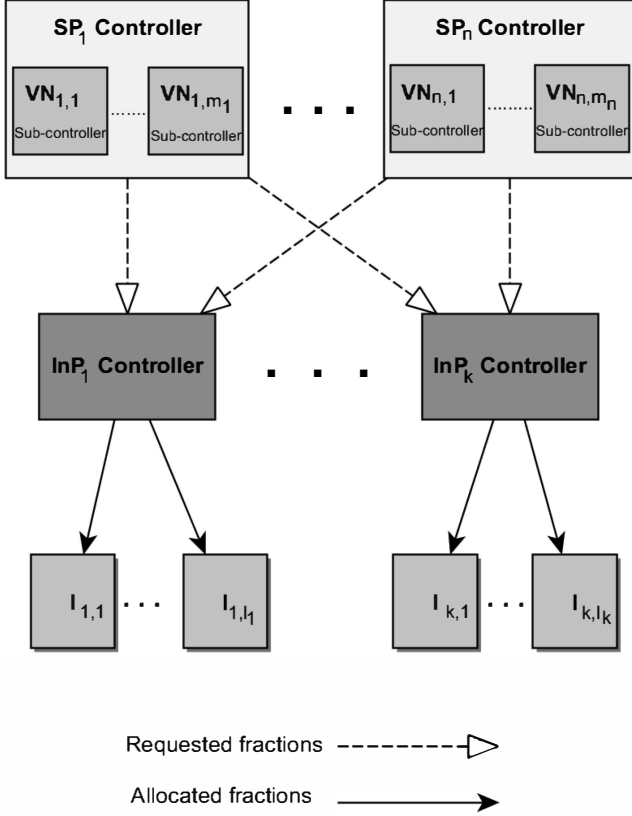 SP₁ Controller
SPₙ Controller
VN₁,₁ ........ VN₁,m₁
Sub-controller Sub-controller
. . .
VNₙ,₁ ......... VNₙ,mₙ
Sub-controller Sub-controller
InP₁ Controller
. . .
InPₖ Controller
I₁,₁ . . . I₁,l₁
Iₖ,₁ . . . Iₖ,lₖ
Requested fractions
Allocated fractions